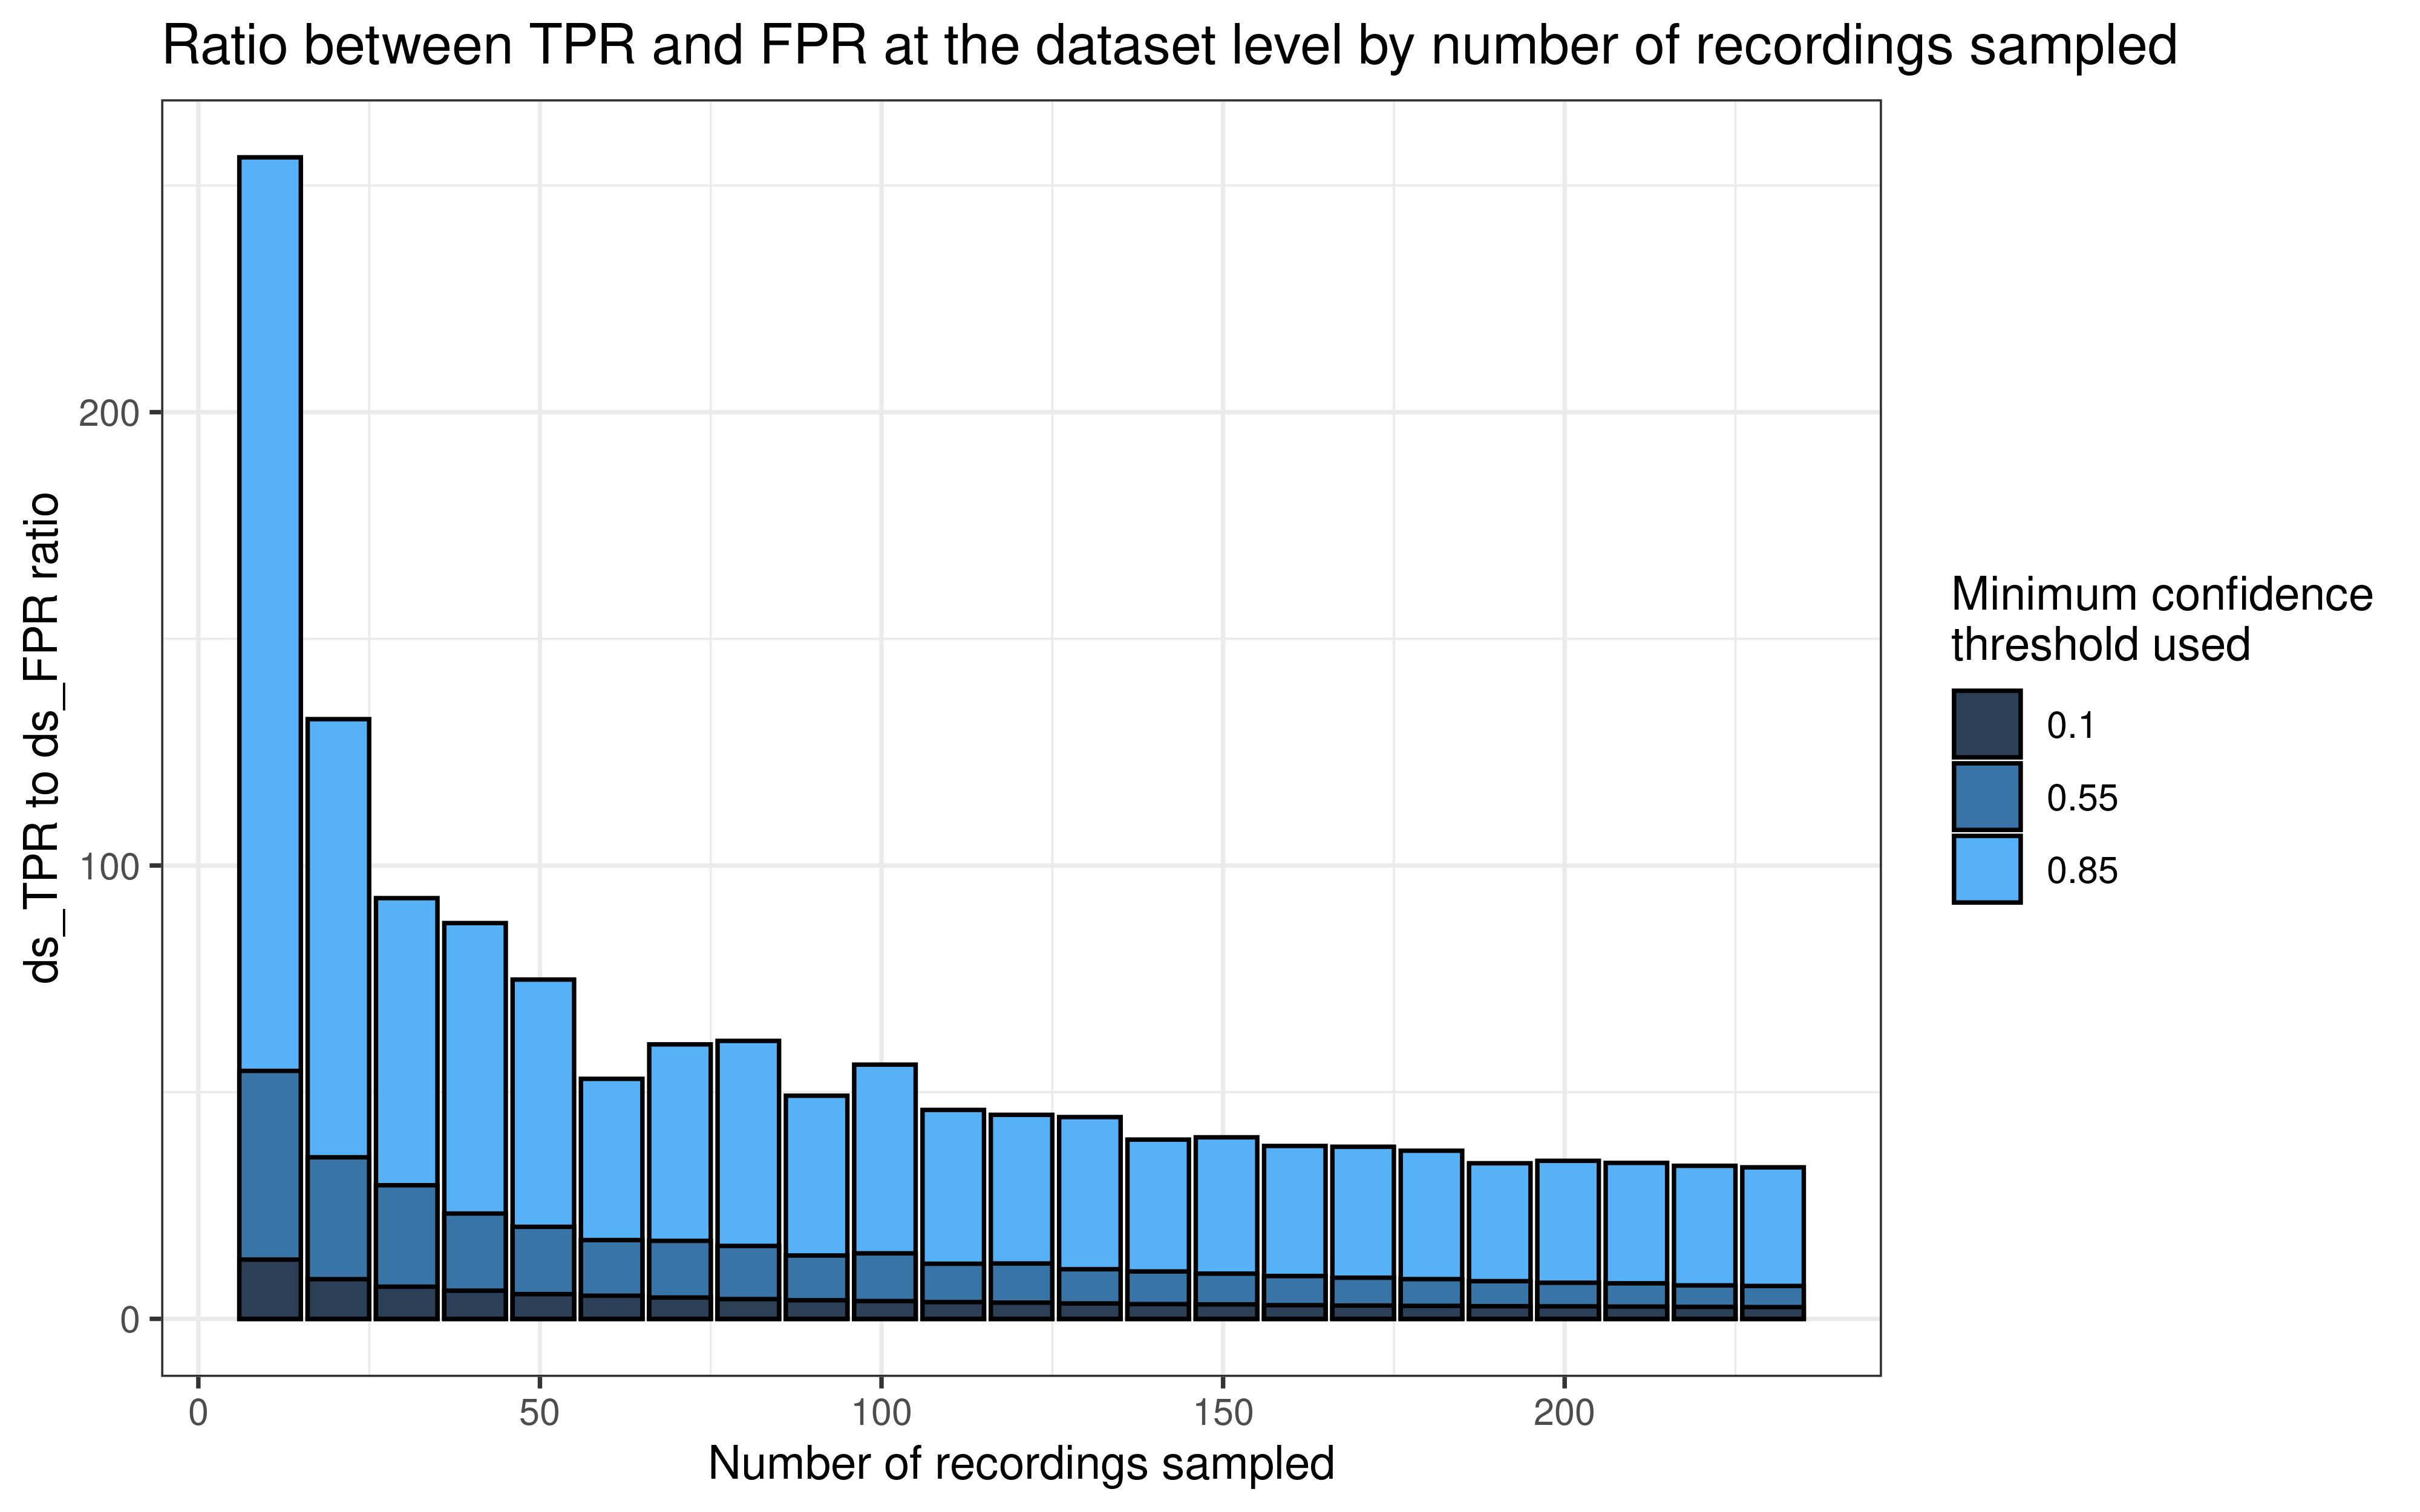 Ratio between TPR and FPR at the dataset level by number of recordings sampled
ds_TPR to ds_FPR ratio
200
100
0
0
50
100
150
200
Number of recordings sampled
Minimum confidence
threshold used
0.1
0.55
0.85